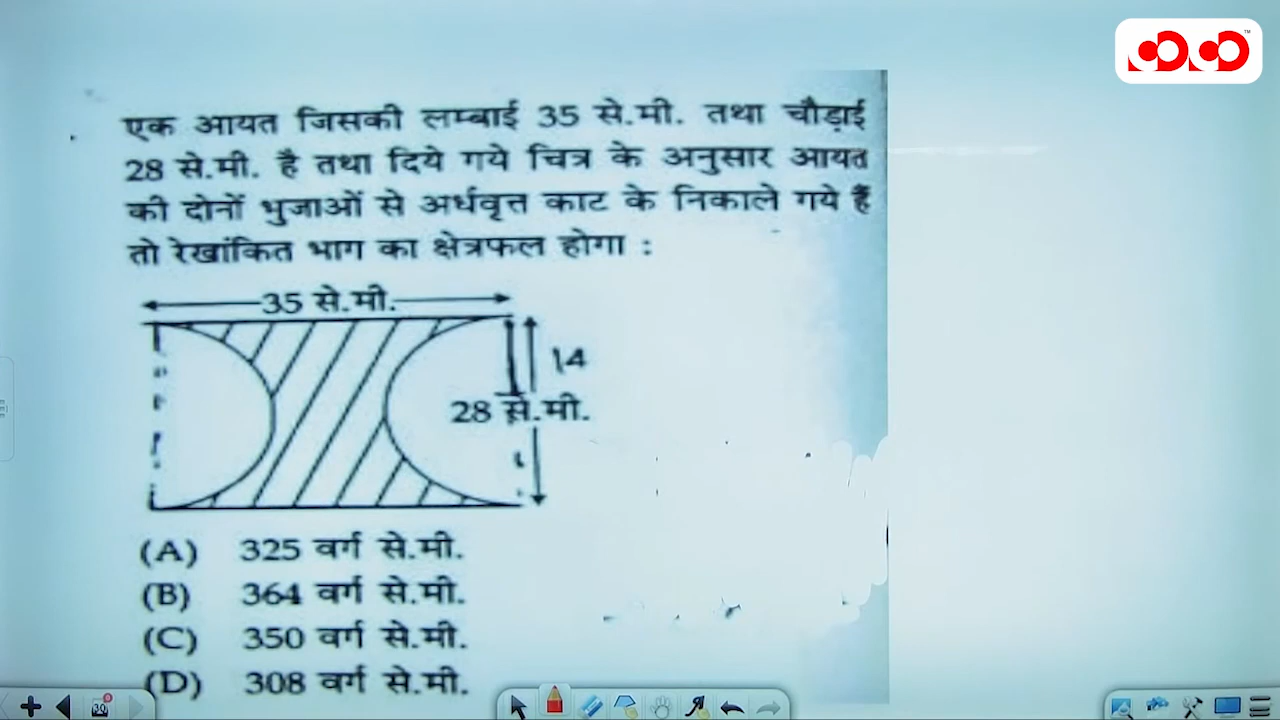 एक आयत जिसकी लम्बाई 35 से.मी. तथा चौड़ाई
28 से.मी. है तथा दिये गये चित्र के अनुसार आयत
की दोनों भुजाओं से अर्धवृत्त काट के निकाले गये हैं
तो रेखांकित भाग का क्षेत्रफल होगा :
35 से.मी.
14
28 से.मी.
(A) 325 वर्ग से.मी.
(B) 364 वर्ग से.मी.
(C) 350 वर्ग से.मी.
(D) 308 वर्ग से.मी.